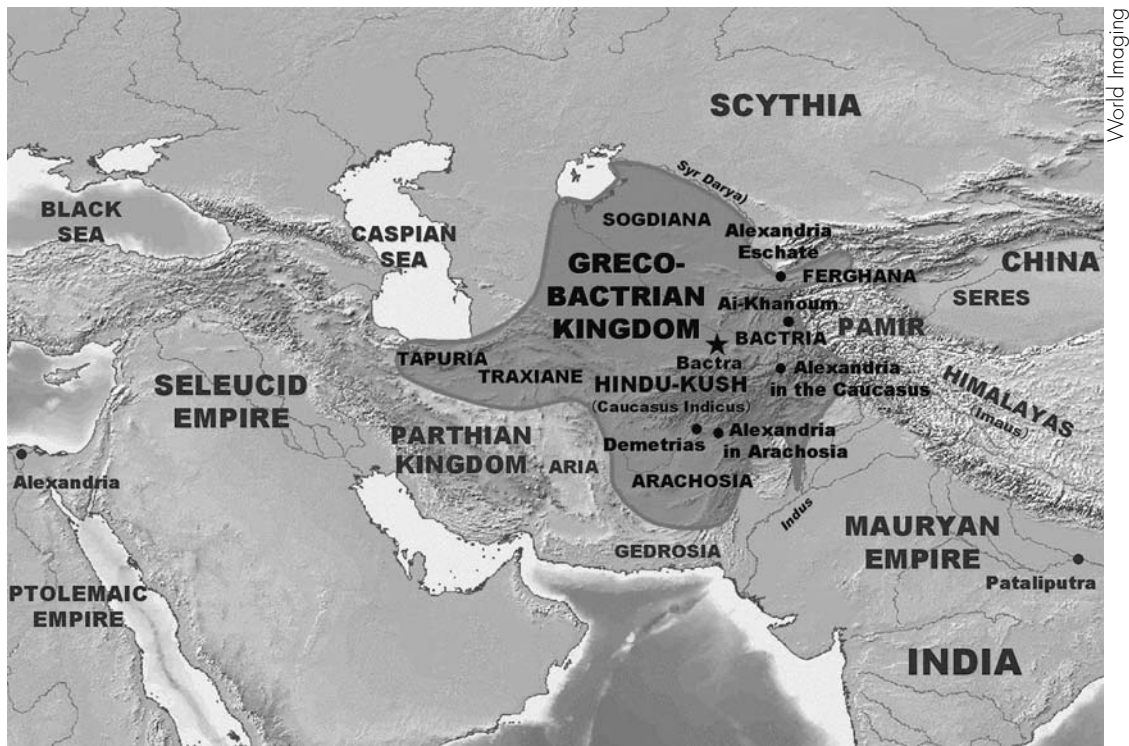 World Imaging
SCYTHIA
Syr Darya)
BLACK
SEA
CASPIAN
SEA
SOGDIANA
Alexandria
Eschate
GRECO-
BACTRIAN
KINGDOM
FERGHANA
CHINA
SERES
Ai-Khanoum
PAMIR
BACTRIA
Bactra
TAPURIA
TRAXIANE
HINDU-KUSH
(Caucasus Indicus)
Alexandria
in the Caucasus
HIMALAYAS
(Imaus)
SELEUCID
EMPIRE
PARTHIAN
KINGDOM
ARIA
Demetrias
Alexandria
in Arachosia
ARACHOSIA
Alexandria
Indus
MAURYAN
EMPIRE
GEDROSIA
Pataliputra
PTOLEMAIC
EMPIRE
INDIA